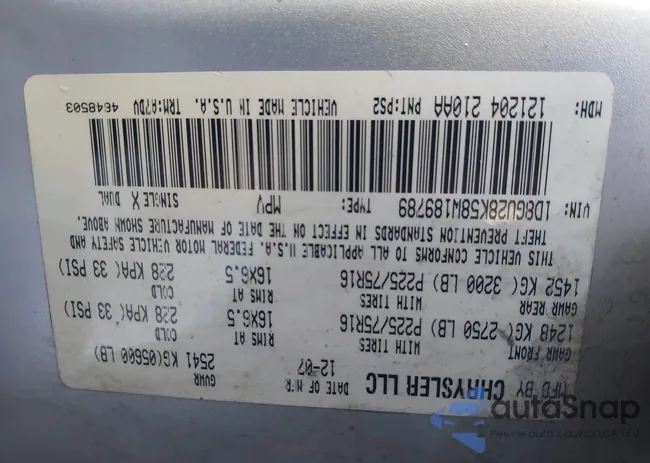 MFD BY CHRYSLER LLC DATE OF M'R 12-07 GVWR 2541 KG(05600 LB)
GAWR FRONT WITH TIRES RIMS AT COLD
1248 KG( 2750 LB) P225/75R16 16X6.5 228 KPA( 33 PSI)
GAWR REAR WITH TIRES RIMS AT COLD
1452 KG( 3200 LB) P225/75R16 16X6.5 228 KPA( 33 PSI)
THIS VEHICLE CONFORMS TO ALL APPLICABLE U.S.A. FEDERAL MOTOR VEHICLE SAFETY AND
THEFT PREVENTION STANDARDS IN EFFECT ON THE DATE OF MANUFACTURE SHOWN ABOVE.
VIN: 1D8GU28K58W189789 TYPE: MPV SINGLE X DUAL
MDH: 121204 210AA PNT:PS2 VEHICLE MADE IN U.S.A. TRM:A7DV 4648503
autoSnap